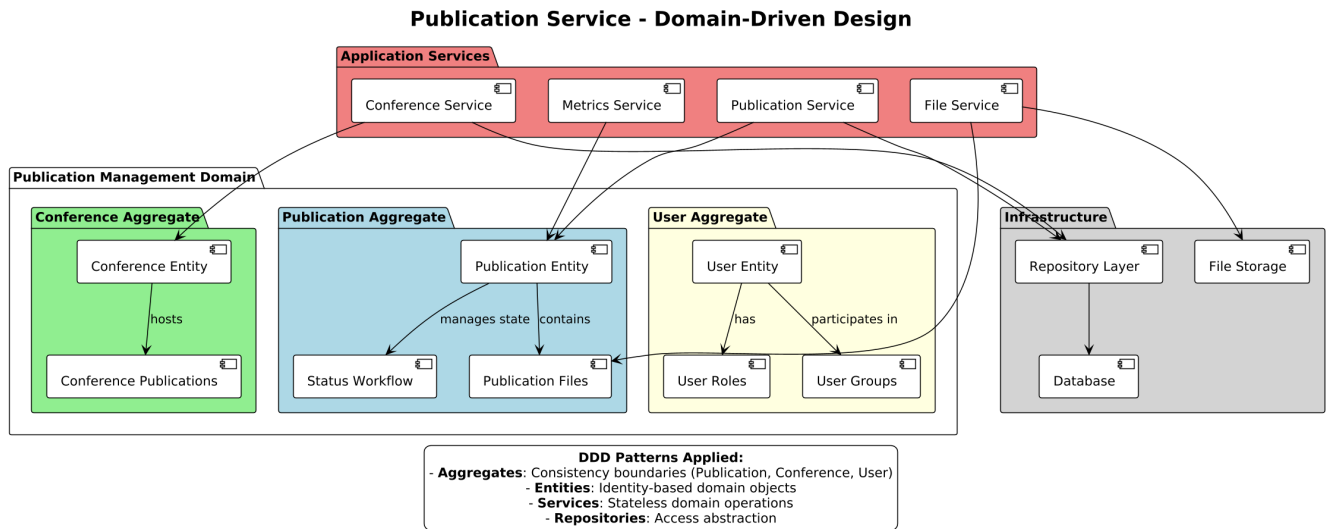 Publication Service - Domain-Driven Design
Application Services
Conference Service
Metrics Service
Publication Service
File Service
Publication Management Domain
Conference Aggregate
Conference Entity
hosts
Conference Publications
Publication Aggregate
Publication Entity
manages state
contains
Status Workflow
Publication Files
User Aggregate
User Entity
has
participates in
User Roles
User Groups
Infrastructure
Repository Layer
File Storage
Database
DDD Patterns Applied:
- Aggregates: Consistency boundaries (Publication, Conference, User)
- Entities: Identity-based domain objects
- Services: Stateless domain operations
- Repositories: Access abstraction